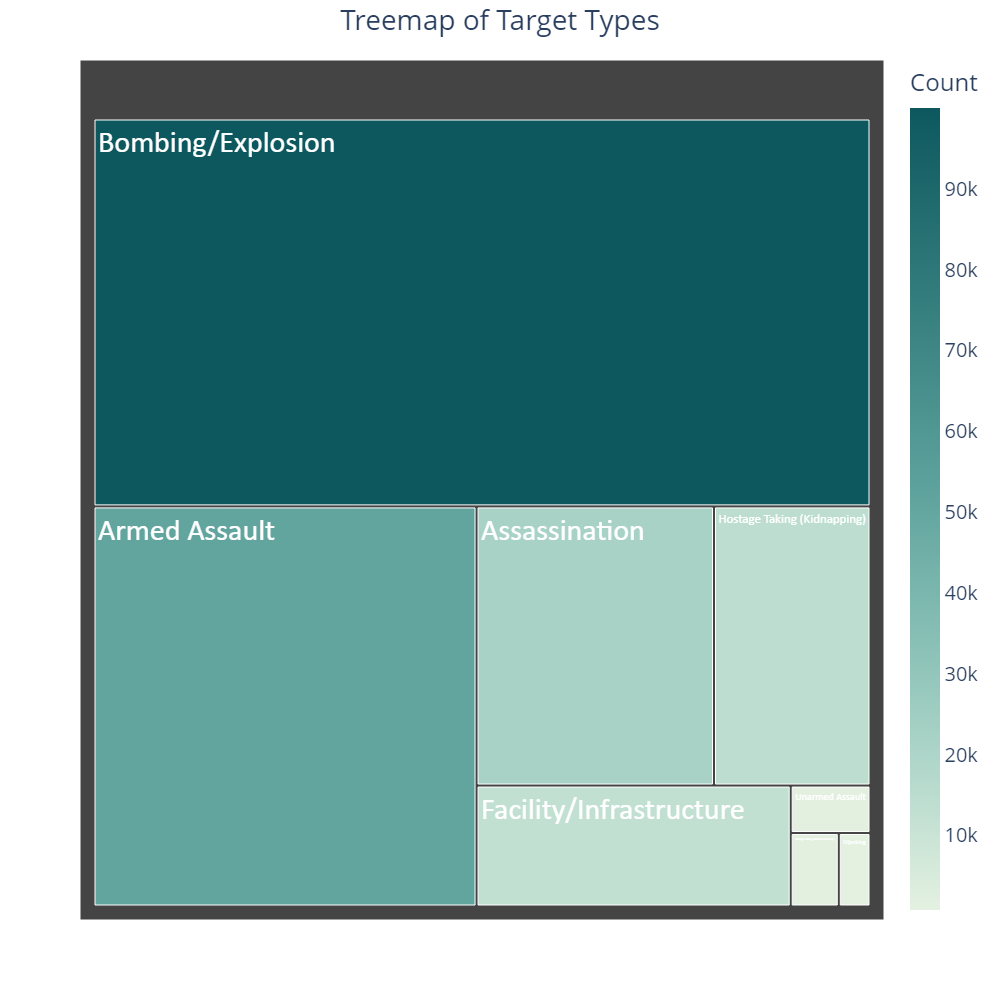 Treemap of Target Types
Count
Bombing/Explosion
90k
80k
70k
60k
50k
40k
30k
20k
10k
Armed Assault
Assassination
Hostage Taking (Kidnapping)
Facility/Infrastructure
Unarmed Assault